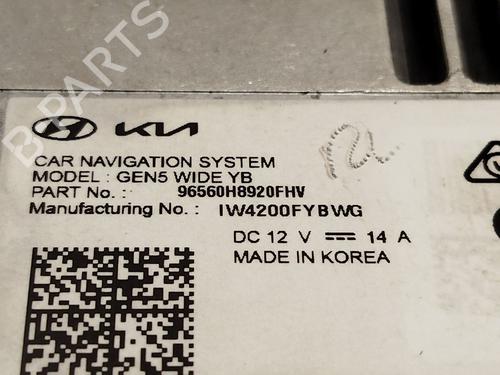 B-PARTS
KIA
CAR NAVIGATION SYSTEM
MODEL : GEN5 WIDE YB
PART No. : 96560H8920FHV
Manufacturing No. : IW4200FYBWG
DC 12 V ⎓ 14 A
MADE IN KOREA